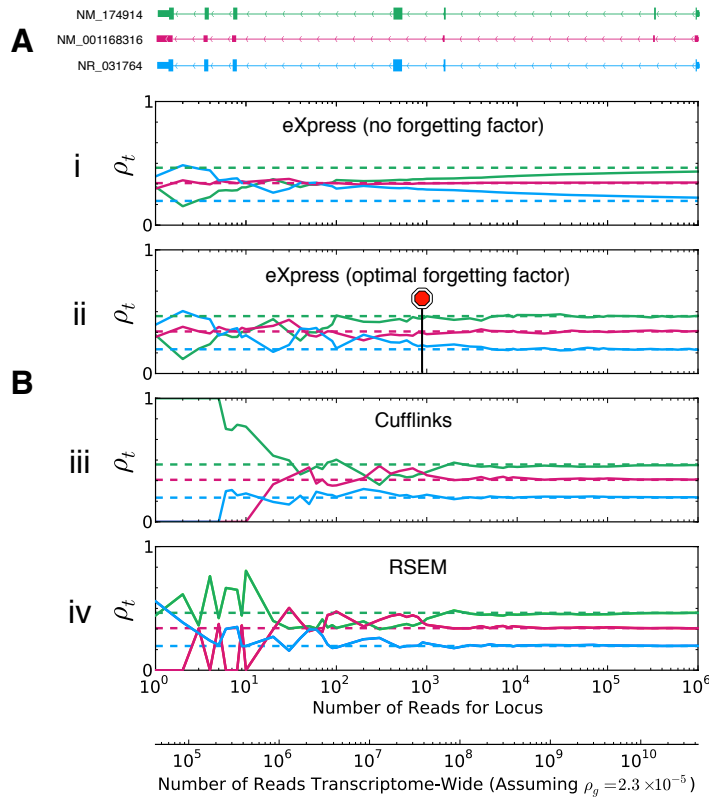 A
NM_174914
NM_001168316
NR_031764
B
i
1
ρt
0
eXpress (no forgetting factor)
ii
1
ρt
0
eXpress (optimal forgetting factor)
iii
1
ρt
0
Cufflinks
iv
1
ρt
0
RSEM
10^0 10^1 10^2 10^3 10^4 10^5 10^6
Number of Reads for Locus
10^5 10^6 10^7 10^8 10^9 10^10
Number of Reads Transcriptome-Wide (Assuming ρg = 2.3 × 10^−5)